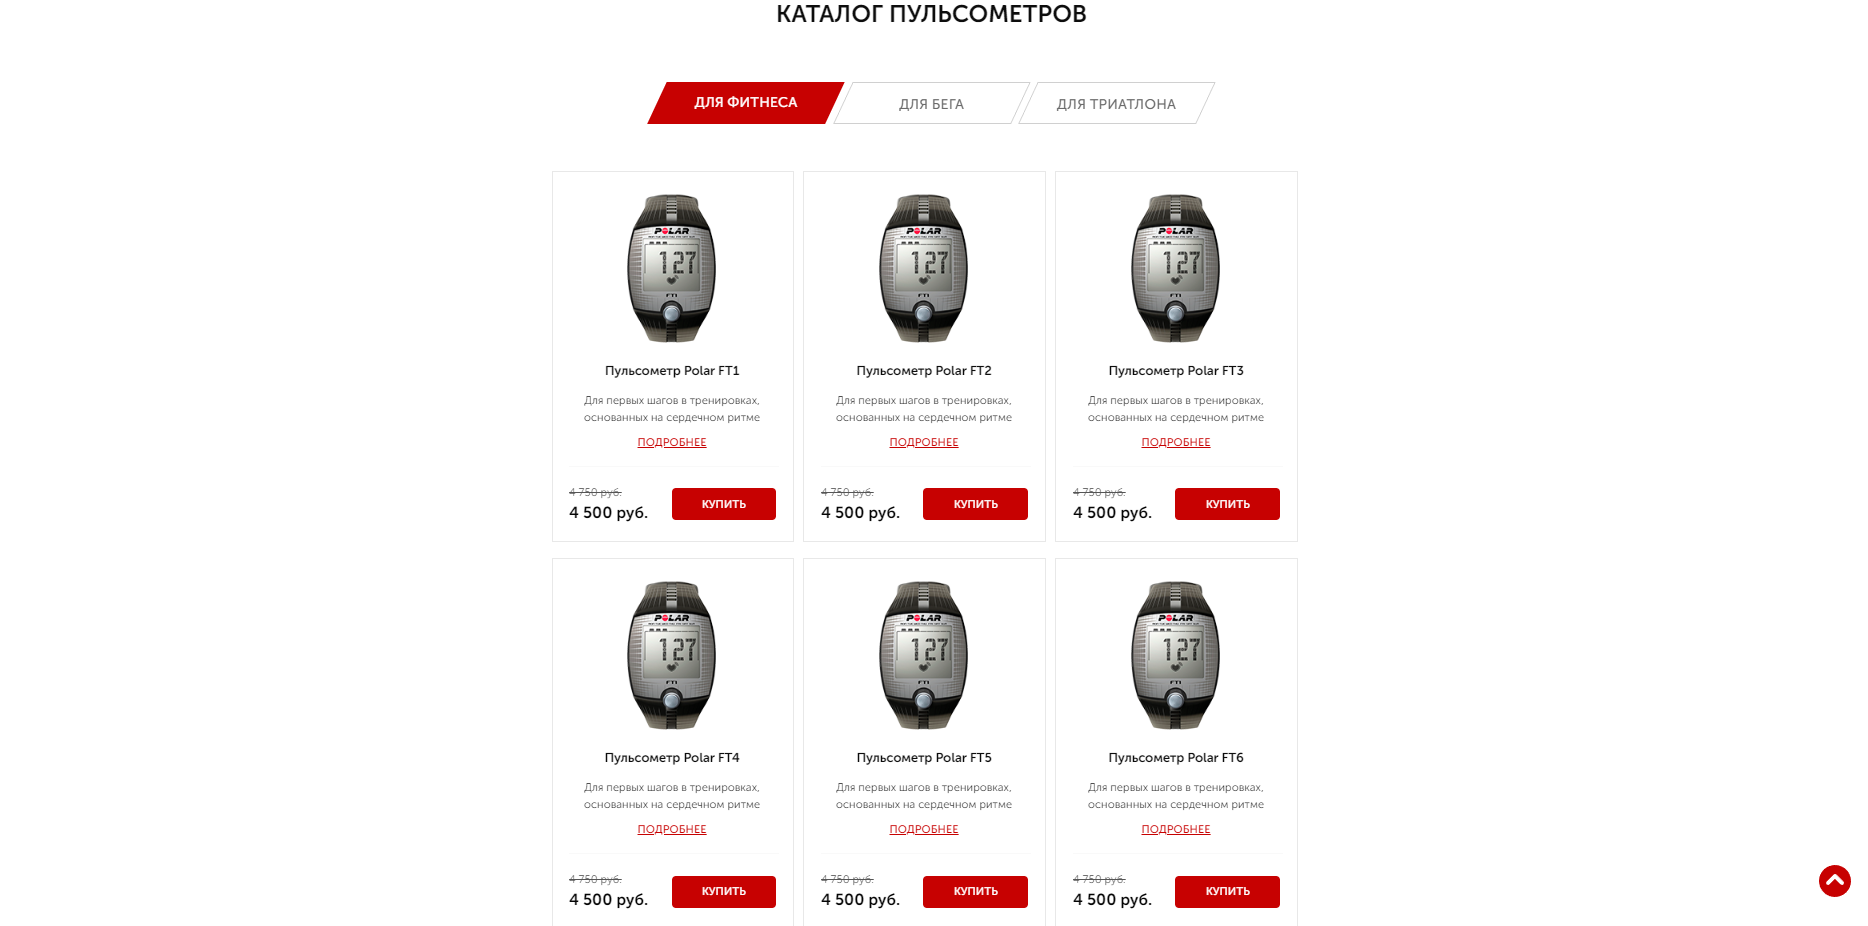 КАТАЛОГ ПУЛЬСОМЕТРОВ
ДЛЯ ФИТНЕСА
ДЛЯ БЕГА
ДЛЯ ТРИАТЛОНА
POLAR
127
FT1
POLAR
127
FT1
POLAR
127
FT1
Пульсометр Polar FT1
Пульсометр Polar FT2
Пульсометр Polar FT3
Для первых шагов в тренировках,
основанных на сердечном ритме
Для первых шагов в тренировках,
основанных на сердечном ритме
Для первых шагов в тренировках,
основанных на сердечном ритме
ПОДРОБНЕЕ
ПОДРОБНЕЕ
ПОДРОБНЕЕ
4 750 руб.
4 500 руб.
КУПИТЬ
4 750 руб.
4 500 руб.
КУПИТЬ
4 750 руб.
4 500 руб.
КУПИТЬ
POLAR
127
FT1
POLAR
127
FT1
POLAR
127
FT1
Пульсометр Polar FT4
Пульсометр Polar FT5
Пульсометр Polar FT6
Для первых шагов в тренировках,
основанных на сердечном ритме
Для первых шагов в тренировках,
основанных на сердечном ритме
Для первых шагов в тренировках,
основанных на сердечном ритме
ПОДРОБНЕЕ
ПОДРОБНЕЕ
ПОДРОБНЕЕ
4 750 руб.
4 500 руб.
КУПИТЬ
4 750 руб.
4 500 руб.
КУПИТЬ
4 750 руб.
4 500 руб.
КУПИТЬ